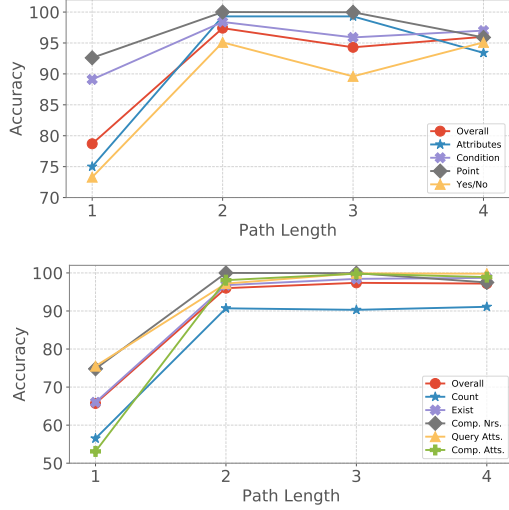 100
95
90
85
80
75
70
Accuracy
1 2 3 4
Path Length
Overall
Attributes
Condition
Point
Yes/No
100
90
80
70
60
50
Accuracy
1 2 3 4
Path Length
Overall
Count
Exist
Comp. Nrs.
Query Atts.
Comp. Atts.